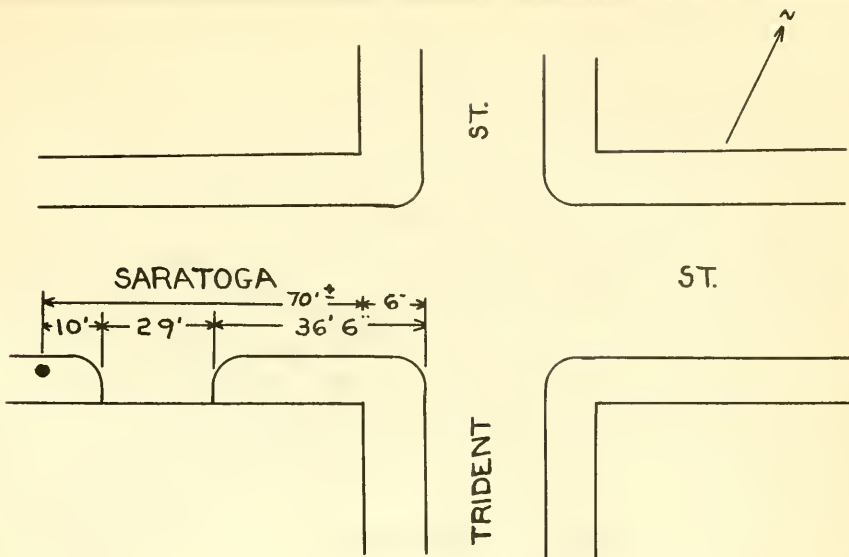 N
ST.
SARATOGA
ST.
70'± 6'
10' 29' 36' 6"
TRIDENT